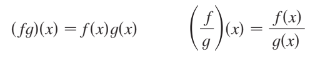 (fg)(x) = f(x)g(x)    (f/g)(x) = f(x)/g(x)